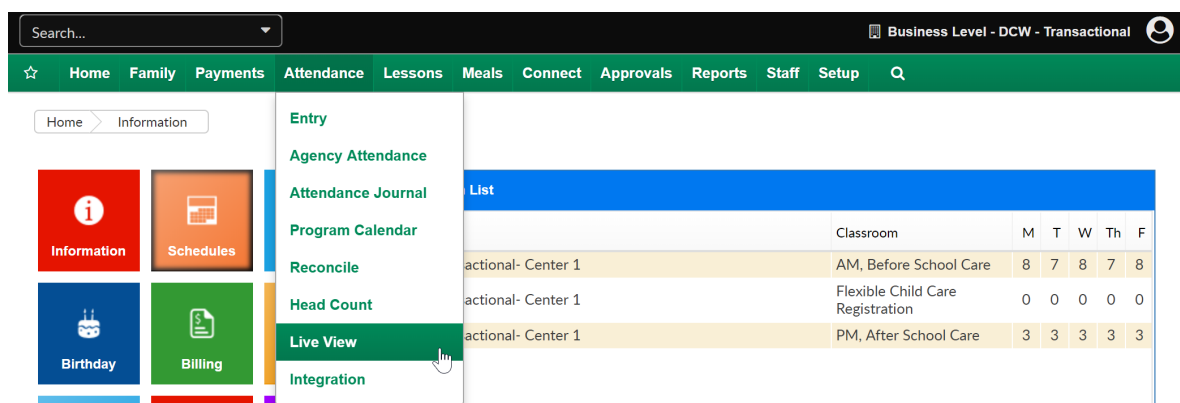 Search...
Business Level - DCW - Transactional
Home Family Payments Attendance Lessons Meals Connect Approvals Reports Staff Setup
Home Information
Entry
Agency Attendance
Attendance Journal
Program Calendar
Reconcile
Head Count
Live View
Integration
Information
Schedules
Birthday
Billing
List
Classroom M T W Th F
Center 1 AM, Before School Care 8 7 8 7 8
Center 1 Flexible Child Care
Registration 0 0 0 0 0
Center 1 PM, After School Care 3 3 3 3 3